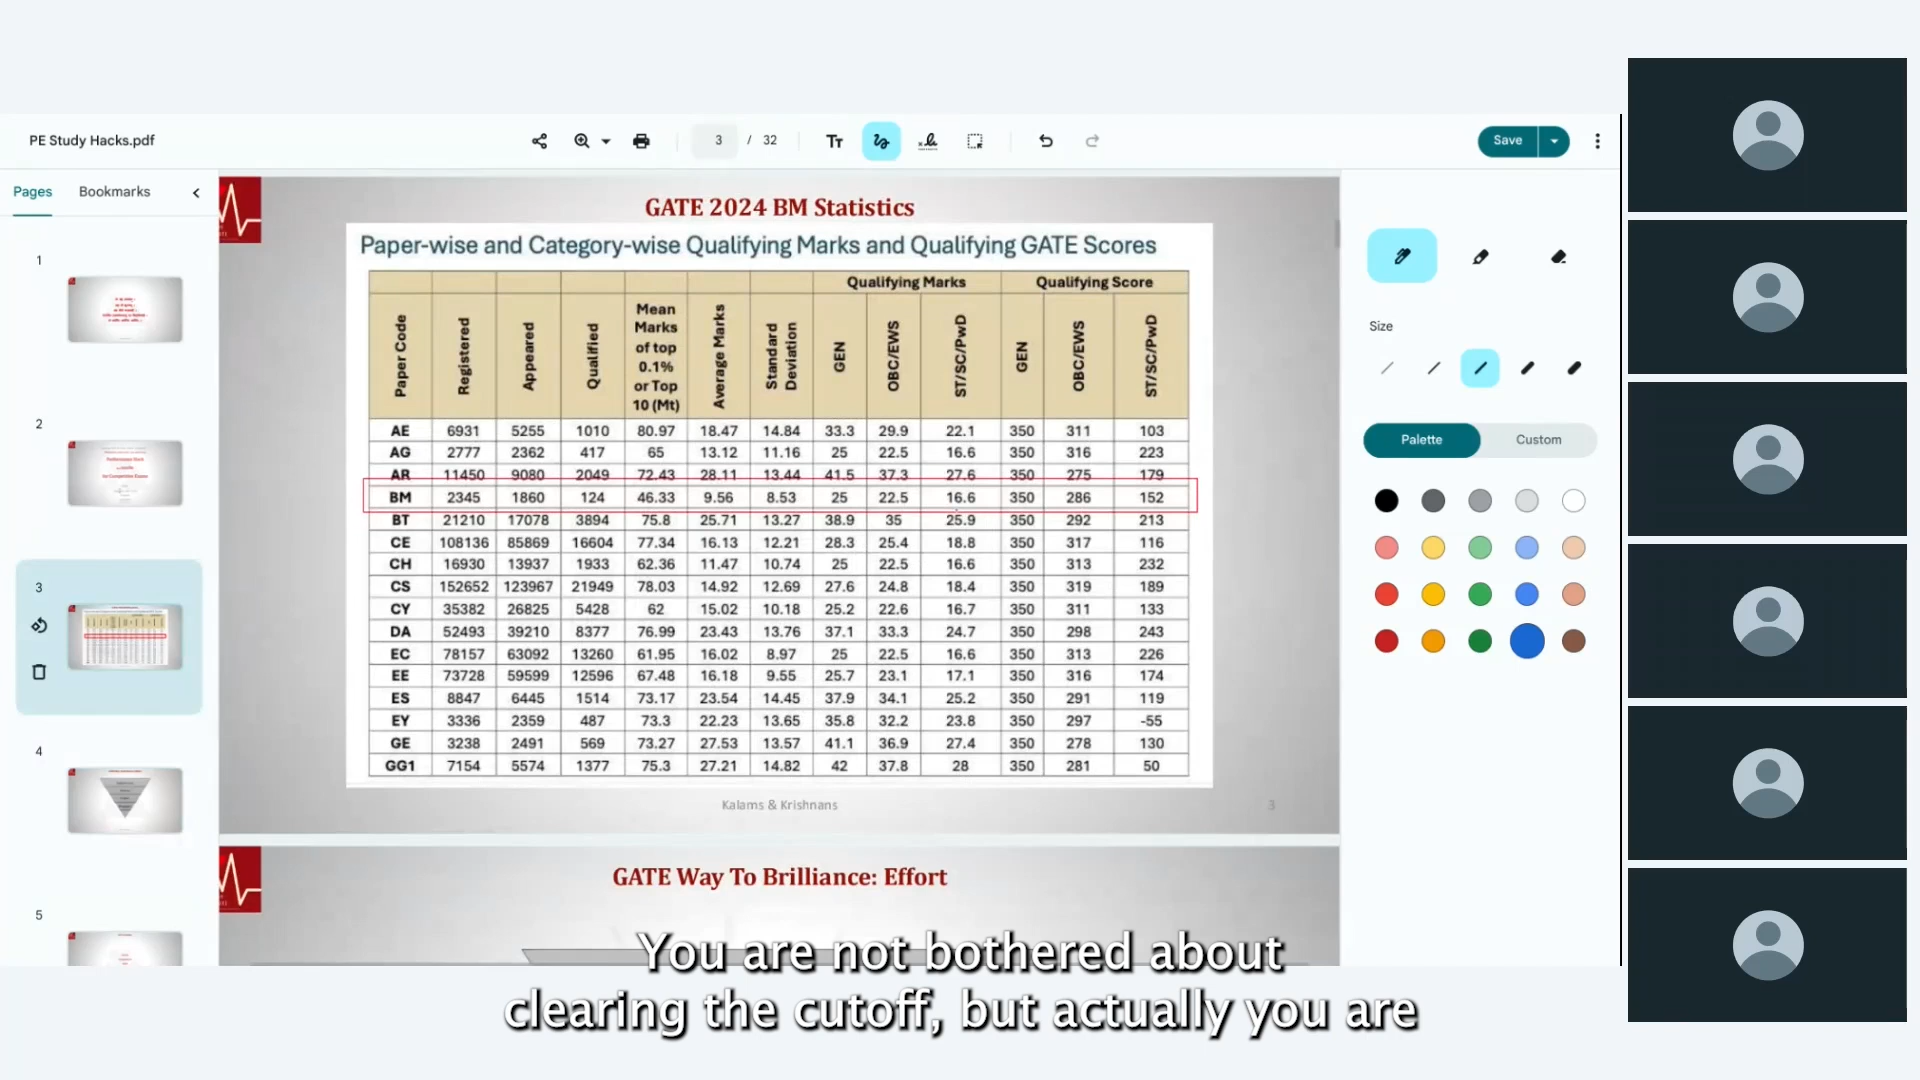 PE Study Hacks.pdf
3 / 32
Save
Pages Bookmarks
1
2
3
4
5
GATE 2024 BM Statistics
Paper-wise and Category-wise Qualifying Marks and Qualifying GATE Scores
Qualifying Marks Qualifying Score
Paper Code Registered Appeared Qualified Mean Marks of top 0.1% or Top 10 (Mt) Average Marks Standard Deviation GEN OBC/EWS ST/SC/PwD GEN OBC/EWS ST/SC/PwD
AE 6931 5255 1010 80.97 18.47 14.84 33.3 29.9 22.1 350 311 103
AG 2777 2362 417 65 13.12 11.16 25 22.5 16.6 350 316 223
AR 11450 9080 2049 72.43 28.11 13.44 41.5 37.3 27.6 350 275 179
BM 2345 1860 124 46.33 9.56 8.53 25 22.5 16.6 350 286 152
BT 21210 17078 3894 75.8 25.71 13.27 38.9 35 25.9 350 292 213
CE 108136 85869 16604 77.34 16.13 12.21 28.3 25.4 18.8 350 317 116
CH 16930 13937 1933 62.36 11.47 10.74 25 22.5 16.6 350 313 232
CS 152652 123967 21949 78.03 14.92 12.69 27.6 24.8 18.4 350 319 189
CY 35382 26825 5428 62 15.02 10.18 25.2 22.6 16.7 350 311 133
DA 52493 39210 8377 76.99 23.43 13.76 37.1 33.3 24.7 350 298 243
EC 78157 63092 13260 61.95 16.02 8.97 25 22.5 16.6 350 313 226
EE 73728 59599 12596 67.48 16.18 9.55 25.7 23.1 17.1 350 316 174
ES 8847 6445 1514 73.17 23.54 14.45 37.9 34.1 25.2 350 291 119
EY 3336 2359 487 73.3 22.23 13.65 35.8 32.2 23.8 350 297 -55
GE 3238 2491 569 73.27 27.53 13.57 41.1 36.9 27.4 350 278 130
GG1 7154 5574 1377 75.3 27.21 14.82 42 37.8 28 350 281 50
Kalams & Krishnans 3
GATE Way To Brilliance: Effort
Size
Palette Custom
You are not bothered about
clearing the cutoff, but actually you are